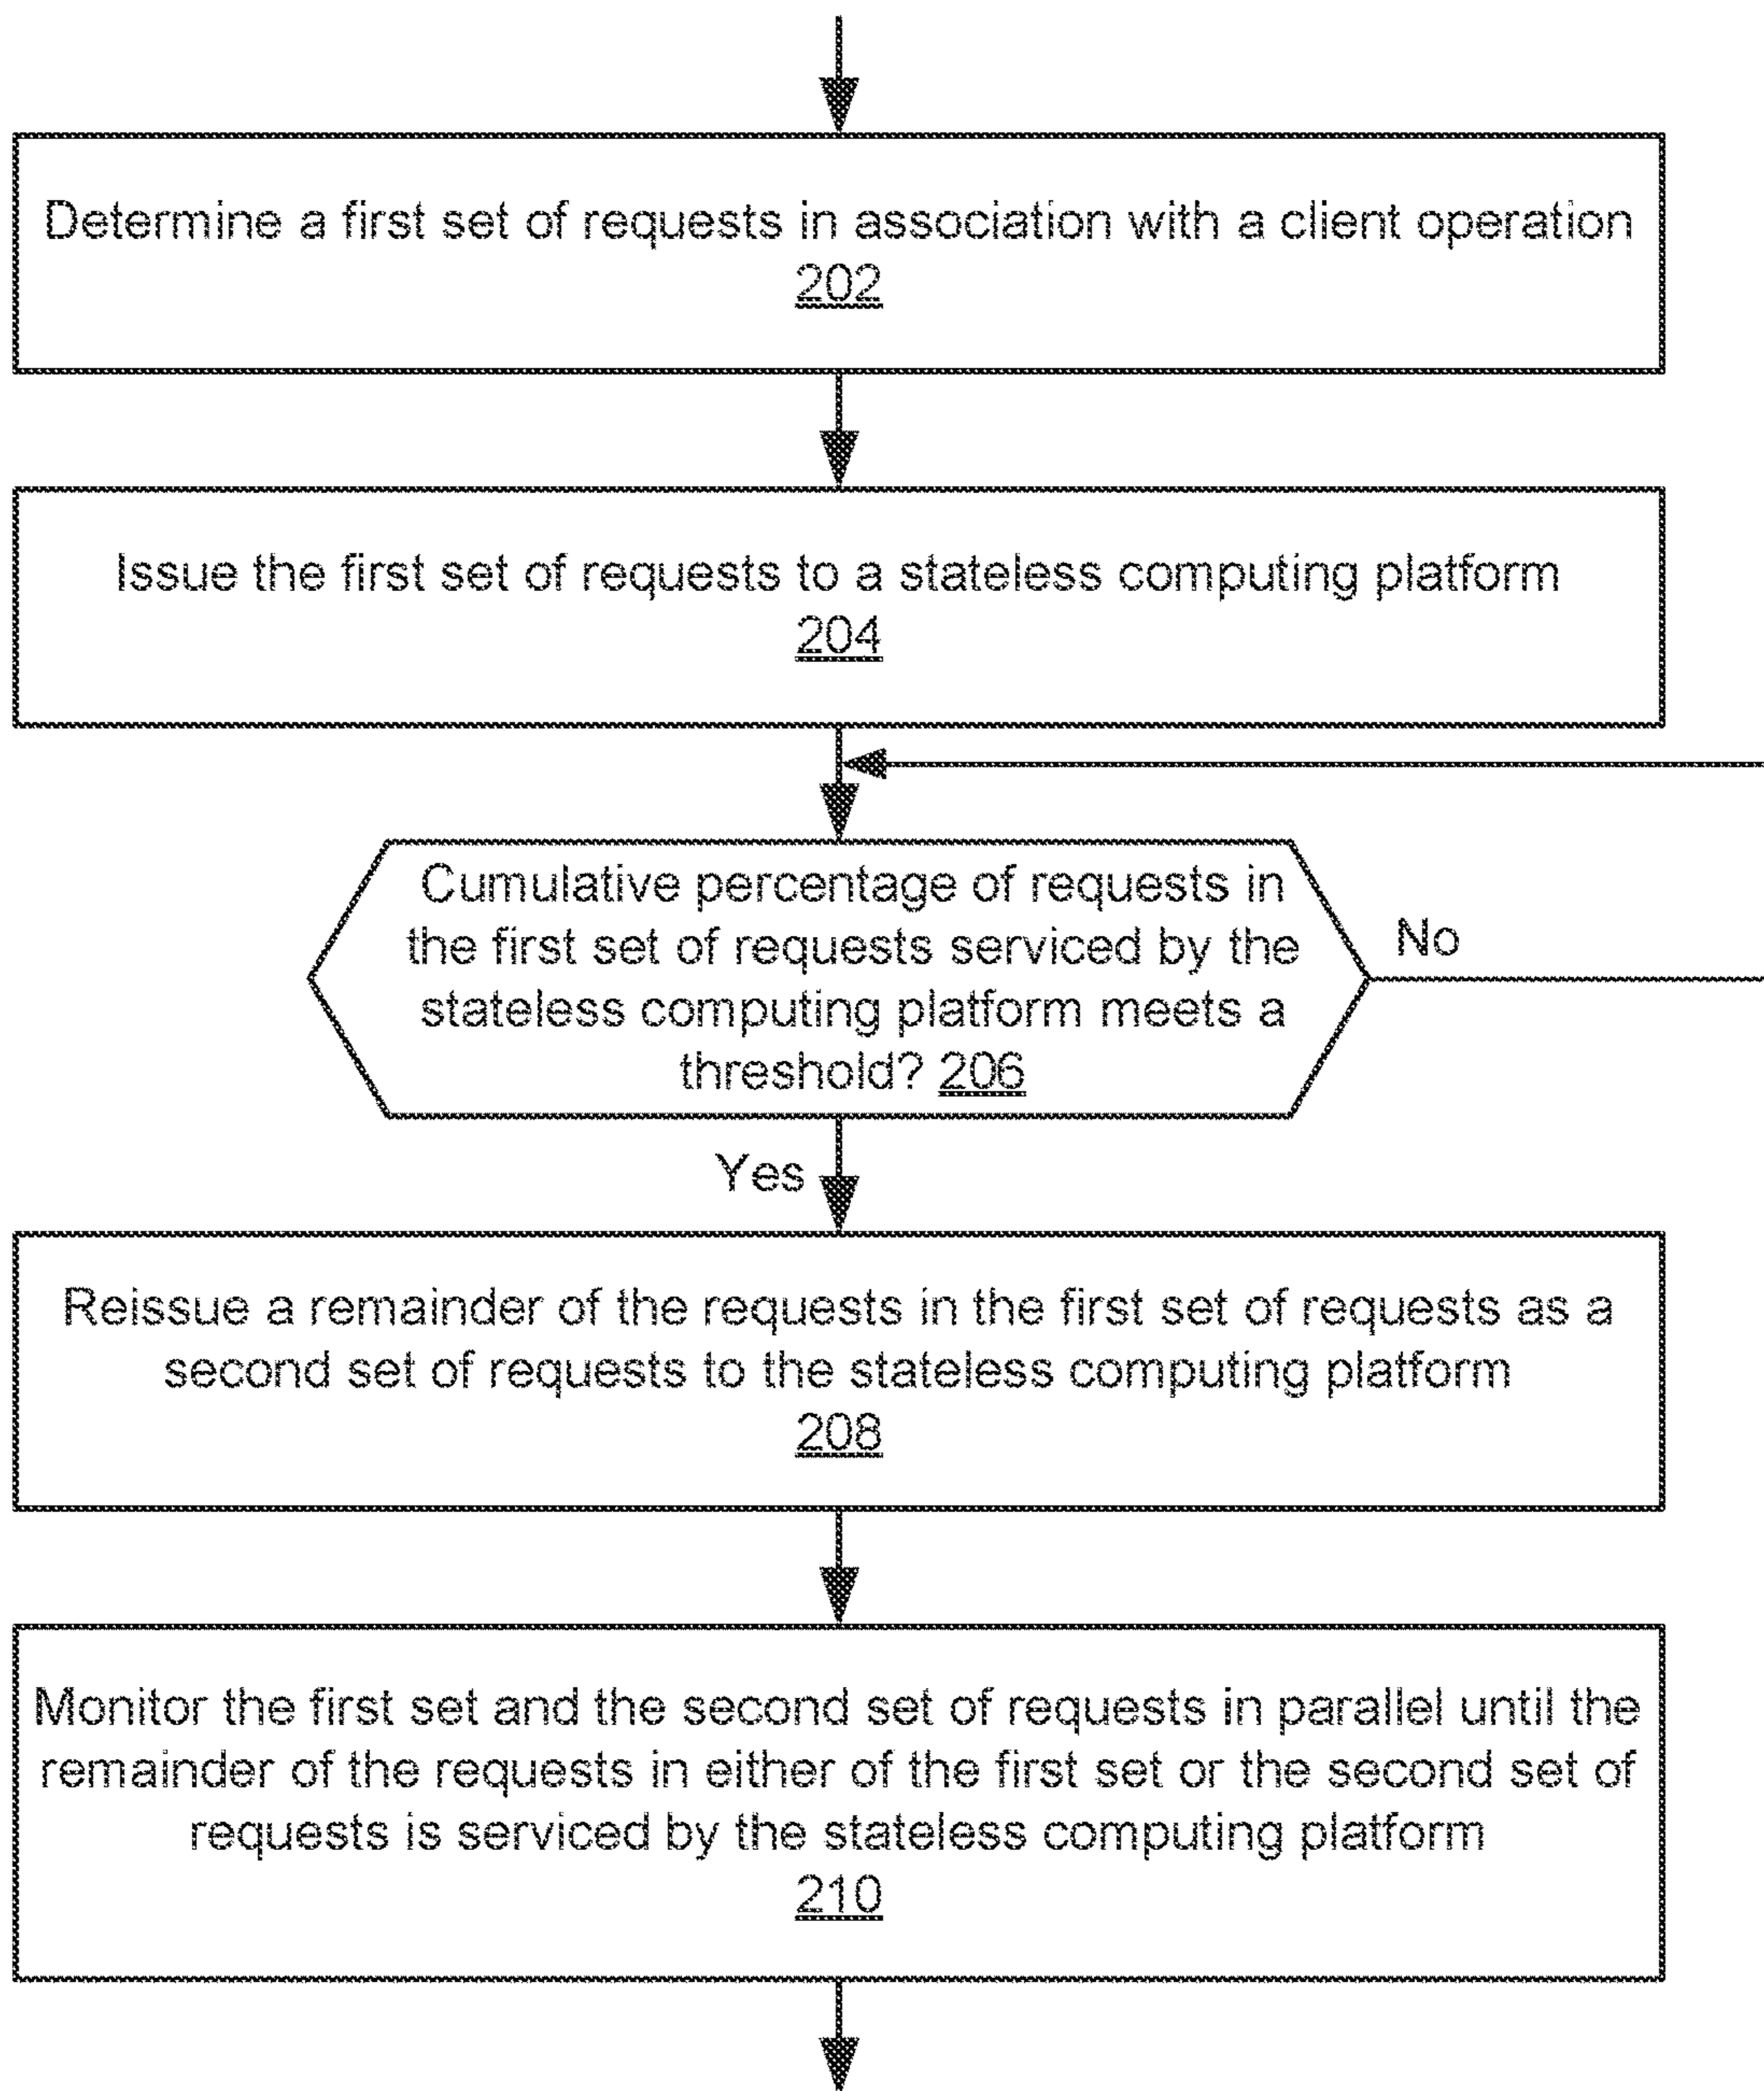 Determine a first set of requests in association with a client operation
202
Issue the first set of requests to a stateless computing platform
204
Cumulative percentage of requests in
the first set of requests serviced by the
stateless computing platform meets a
threshold? 206
No
Yes
Reissue a remainder of the requests in the first set of requests as a
second set of requests to the stateless computing platform
208
Monitor the first set and the second set of requests in parallel until the
remainder of the requests in either of the first set or the second set of
requests is serviced by the stateless computing platform
210